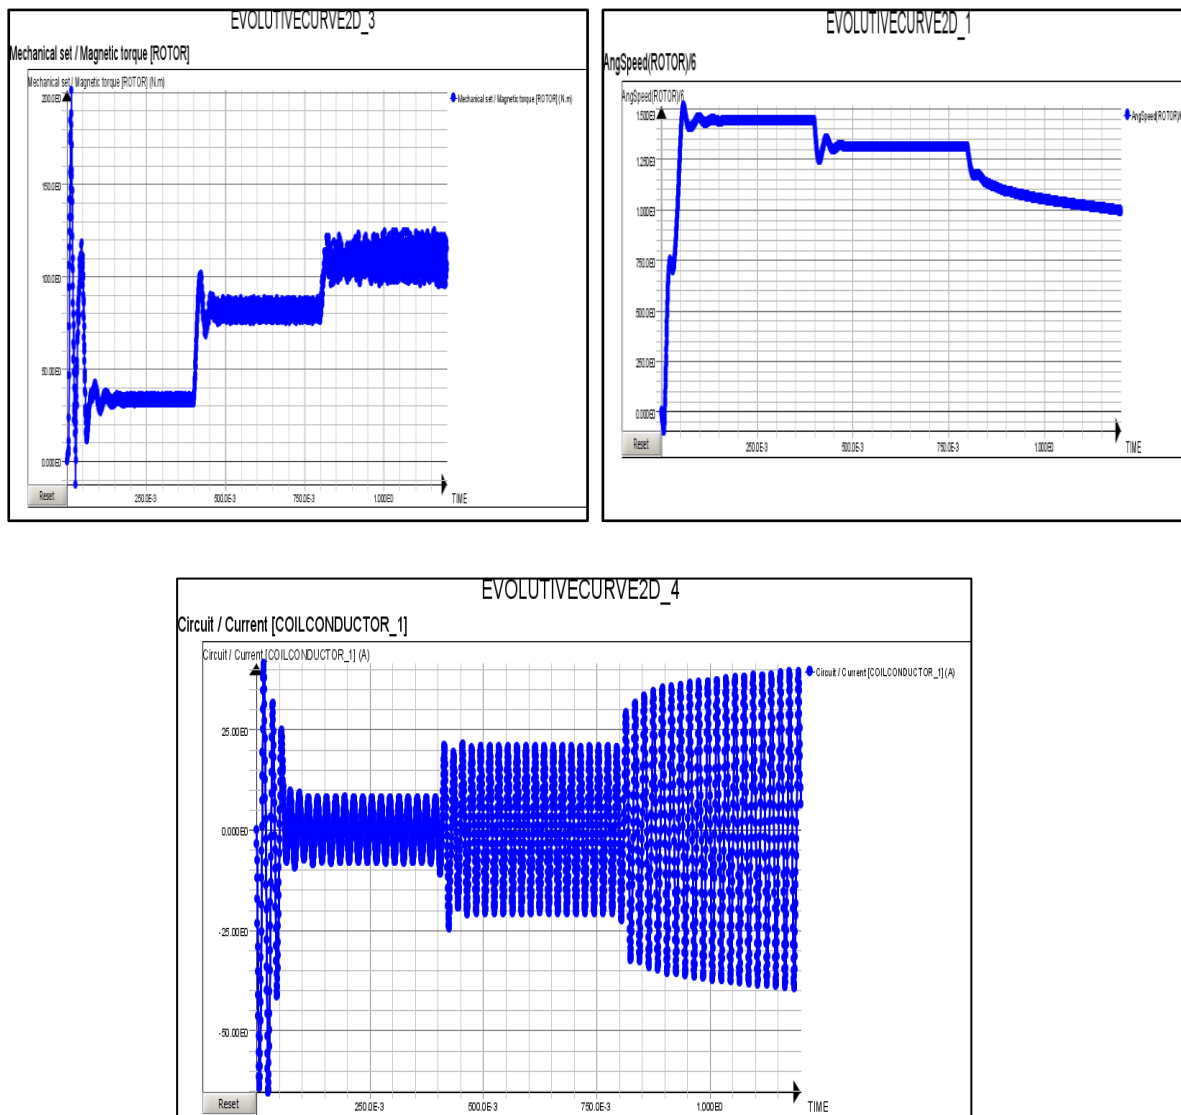 EVOLUTIVECURVE2D_3
Mechanical set / Magnetic torque [ROTOR]
Mechanical set / Magnetic torque [ROTOR] (N.m)
Mechanical set / Magnetic torque [ROTOR] (N.m)
200.0E0
150.0E0
100.0E0
50.00E0
0.000E0
Reset
250.0E-3
500.0E-3
750.0E-3
1.000E0
TIME
EVOLUTIVECURVE2D_1
AngSpeed(ROTOR)/6
AngSpeed(ROTOR)/6
AngSpeed(ROTOR)/6
1.500E3
1.250E3
1.000E3
750.0E0
500.0E0
250.0E0
0.000E0
Reset
250.0E-3
500.0E-3
750.0E-3
1.000E0
TIME
EVOLUTIVECURVE2D_4
Circuit / Current [COILCONDUCTOR_1]
Circuit / Current [COILCONDUCTOR_1] (A)
Circuit / Current [COILCONDUCTOR_1] (A)
25.00E0
0.000E0
-25.00E0
-50.00E0
Reset
250.0E-3
500.0E-3
750.0E-3
1.000E0
TIME